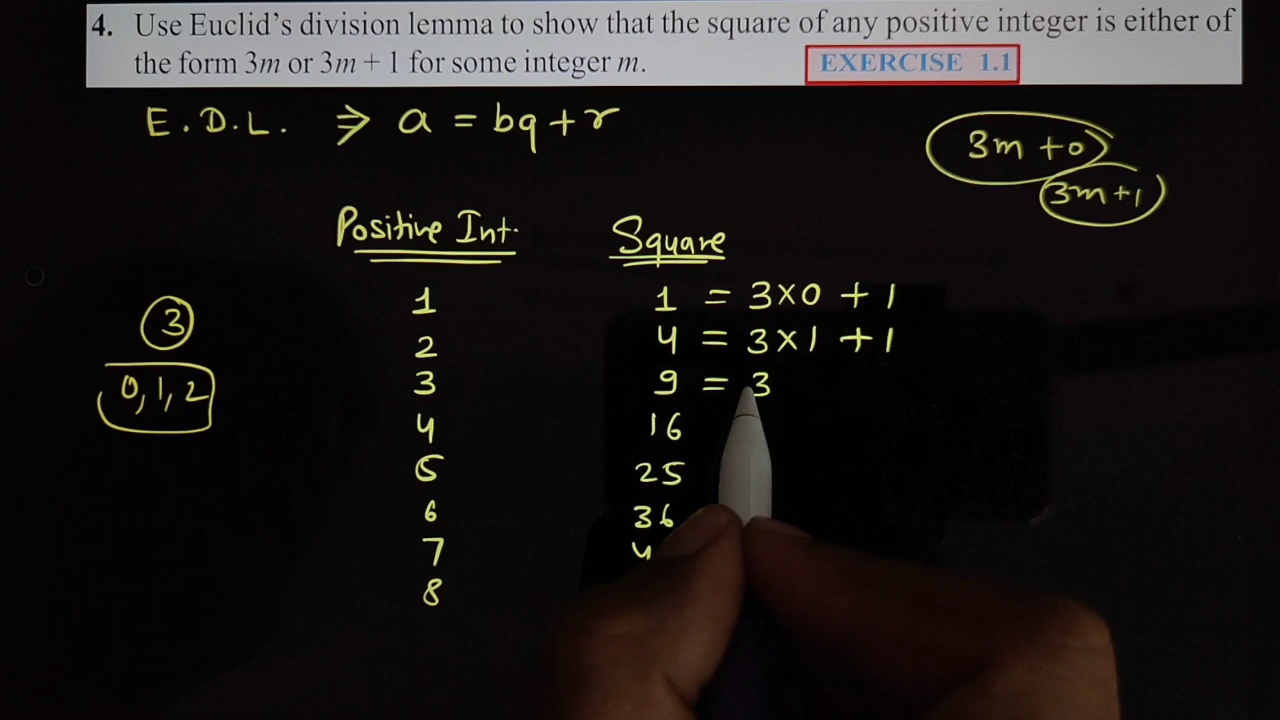 4. Use Euclid's division lemma to show that the square of any positive integer is either of
the form 3m or 3m + 1 for some integer m.
EXERCISE 1.1
E.D.L. ⇒ a = bq + r
3m + 0
3m + 1
Positive Int. Square
1 1 = 3×0 + 1
2 4 = 3×1 + 1
3 9 = 3
4 16
5 25
6 36
7 4
8
3
0, 1, 2